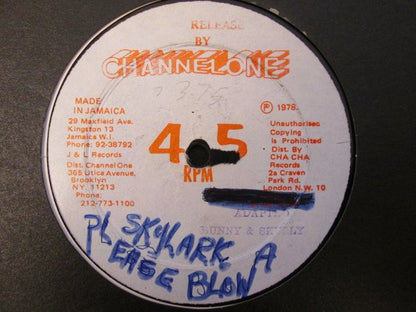 RELEASE
BY
CHANNEL ONE
MADE
IN JAMAICA
29 Maxfield Ave.
Kingston 13
Jamaica W.I.
Phone: 92-38792
J & L Records
Dist. Channel One
365 Utica Avenue,
Brooklyn
NY. 11213
Phone:
212-773-1100
45
RPM
℗ 1978.
Unauthorised
Copying
is Prohibited
Dist. By
CHA CHA
Records
2a Craven
Park Rd.
London N.W. 10
BUNNY & SKULLY
PL SKYLARK A
EASE BLOW